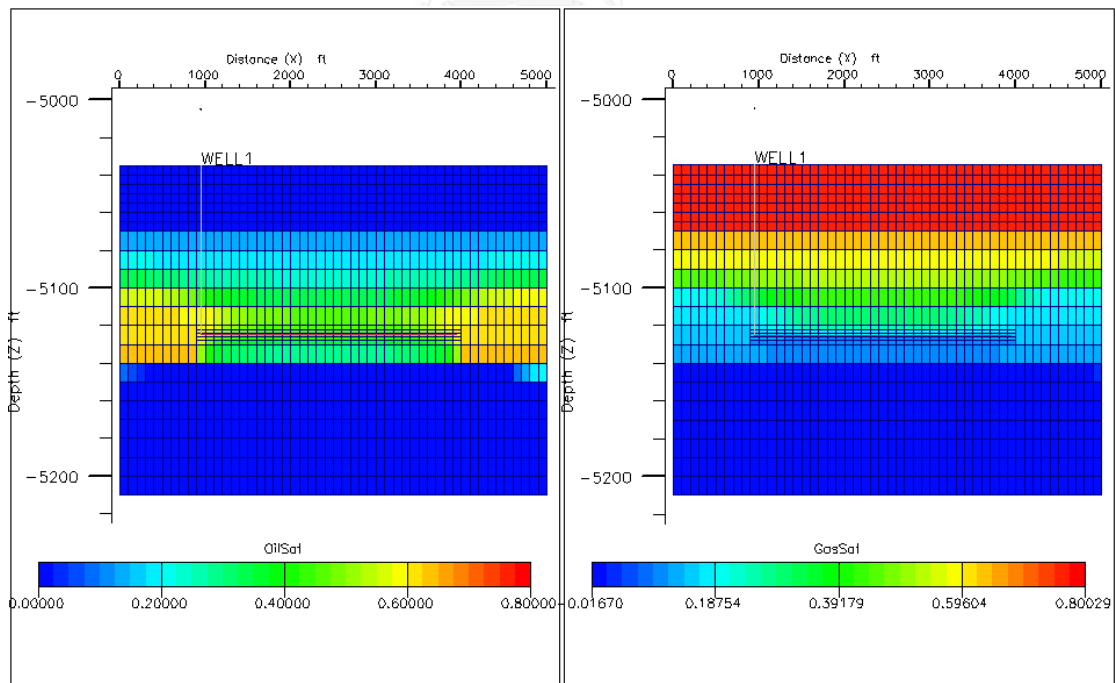 Distance (X) ft
0 1000 2000 3000 4000 5000
-5000
WELL1
-5100
Depth (Z) ft
-5200
OilSat
0.00000 0.20000 0.40000 0.60000 0.80000
Distance (X) ft
0 1000 2000 3000 4000 5000
-5000
WELL1
-5100
Depth (Z) ft
-5200
GasSat
-0.01670 0.18754 0.39179 0.59604 0.80029